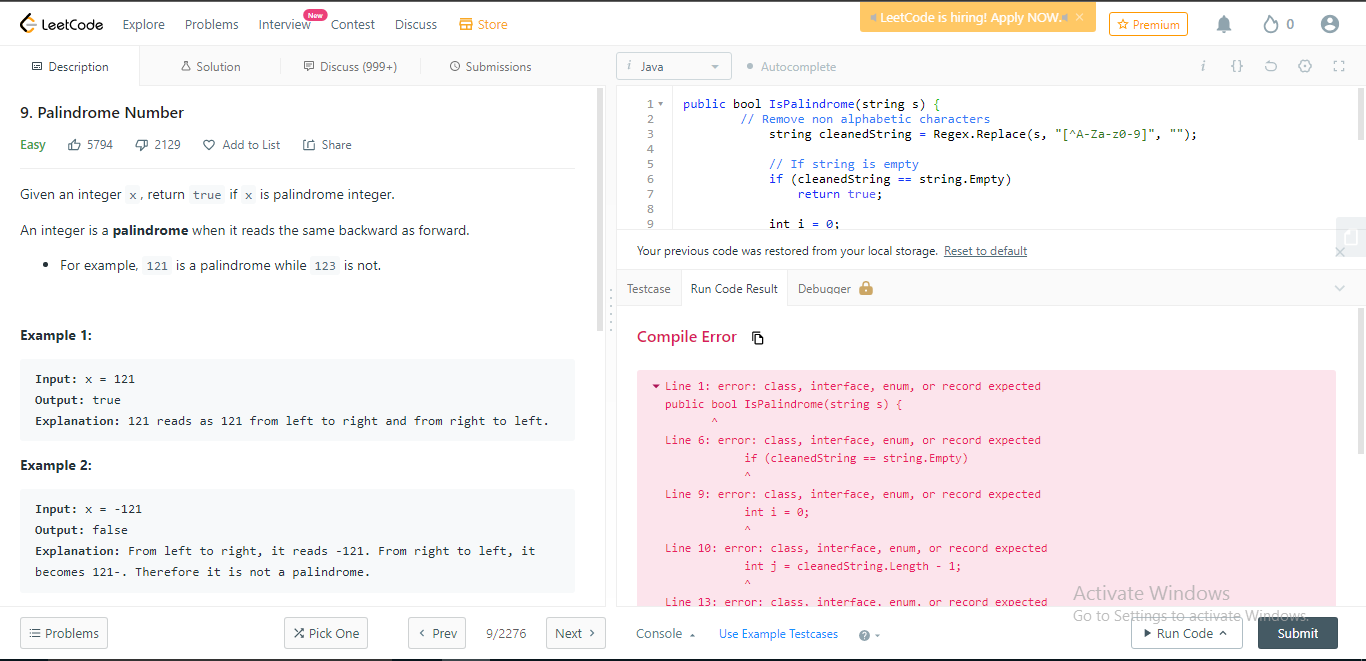 LeetCode Explore Problems Interview New Contest Discuss Store LeetCode is hiring! Apply NOW. Premium 0
Description Solution Discuss (999+) Submissions
9. Palindrome Number
Easy 5794 2129 Add to List Share
Given an integer x, return true if x is palindrome integer.
An integer is a palindrome when it reads the same backward as forward.
• For example, 121 is a palindrome while 123 is not.
Example 1:
Input: x = 121
Output: true
Explanation: 121 reads as 121 from left to right and from right to left.
Example 2:
Input: x = -121
Output: false
Explanation: From left to right, it reads -121. From right to left, it
becomes 121-. Therefore it is not a palindrome.
Problems Pick One Prev 9/2276 Next
i Java Autocomplete
1 public bool IsPalindrome(string s) {
2 // Remove non alphabetic characters
3 string cleanedString = Regex.Replace(s, "[^A-Za-z0-9]", "");
4
5 // If string is empty
6 if (cleanedString == string.Empty)
7 return true;
8
9 int i = 0;
Your previous code was restored from your local storage. Reset to default
Testcase Run Code Result Debugger
Compile Error
Line 1: error: class, interface, enum, or record expected
public bool IsPalindrome(string s) {
^
Line 6: error: class, interface, enum, or record expected
if (cleanedString == string.Empty)
^
Line 9: error: class, interface, enum, or record expected
int i = 0;
^
Line 10: error: class, interface, enum, or record expected
int j = cleanedString.Length - 1;
^
Line 13: error: class, interface, enum, or record expected
Activate Windows
Go to Settings to activate Windows.
Console Use Example Testcases ? Run Code Submit